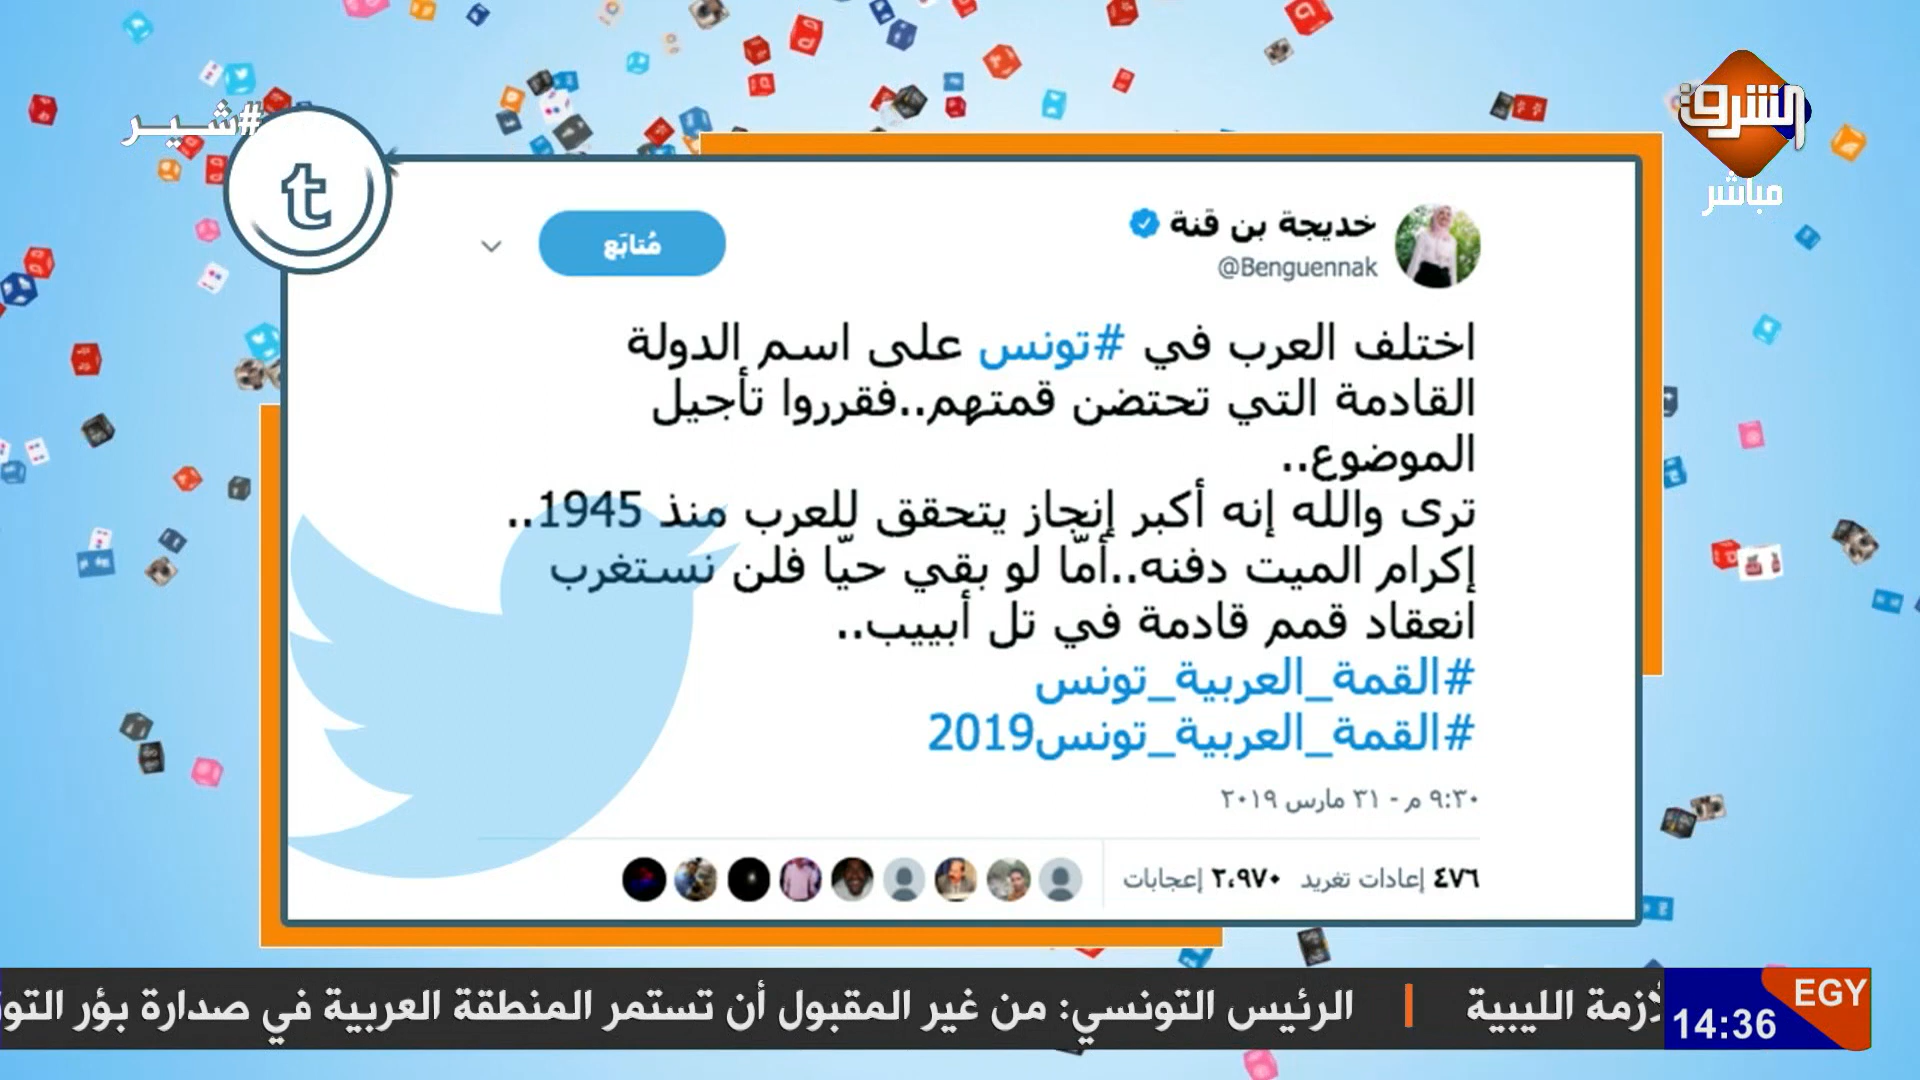 #شير
الشرق
مباشر
t
خديجة بن قنة
@Benguennak
مُتابَع
اختلف العرب في #تونس على اسم الدولة
القادمة التي تحتضن قمتهم..فقرروا تأجيل
الموضوع..
ترى والله إنه أكبر إنجاز يتحقق للعرب منذ 1945..
إكرام الميت دفنه..أمّا لو بقي حيّا فلن نستغرب
انعقاد قمم قادمة في تل أبيب..
#القمة_العربية_تونس
#القمة_العربية_تونس2019
٩:٣٠ م - ٣١ مارس ٢٠١٩
٤٧٦ إعادات تغريد ٢،٩٧٠ إعجابات
الليبية | الرئيس التونسي: من غير المقبول أن تستمر المنطقة العربية في صدارة بؤر
EGY
14:36